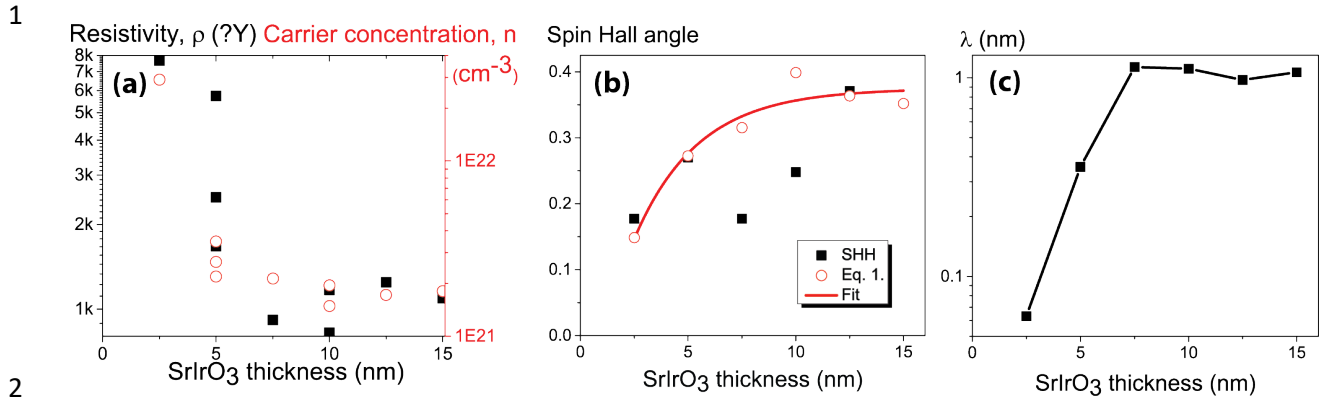 1
Resistivity, ρ (?Y) Carrier concentration, n (cm-3)
(a)
8k
7k
6k
5k
4k
3k
2k
1k
1E22
1E21
0 5 10 15
SrIrO3 thickness (nm)
Spin Hall angle
(b)
0.4
0.3
0.2
0.1
0.0
SHH
Eq. 1.
Fit
0 5 10 15
SrIrO3 thickness (nm)
λ (nm)
(c)
1
0.1
0 5 10 15
SrIrO3 thickness (nm)
2